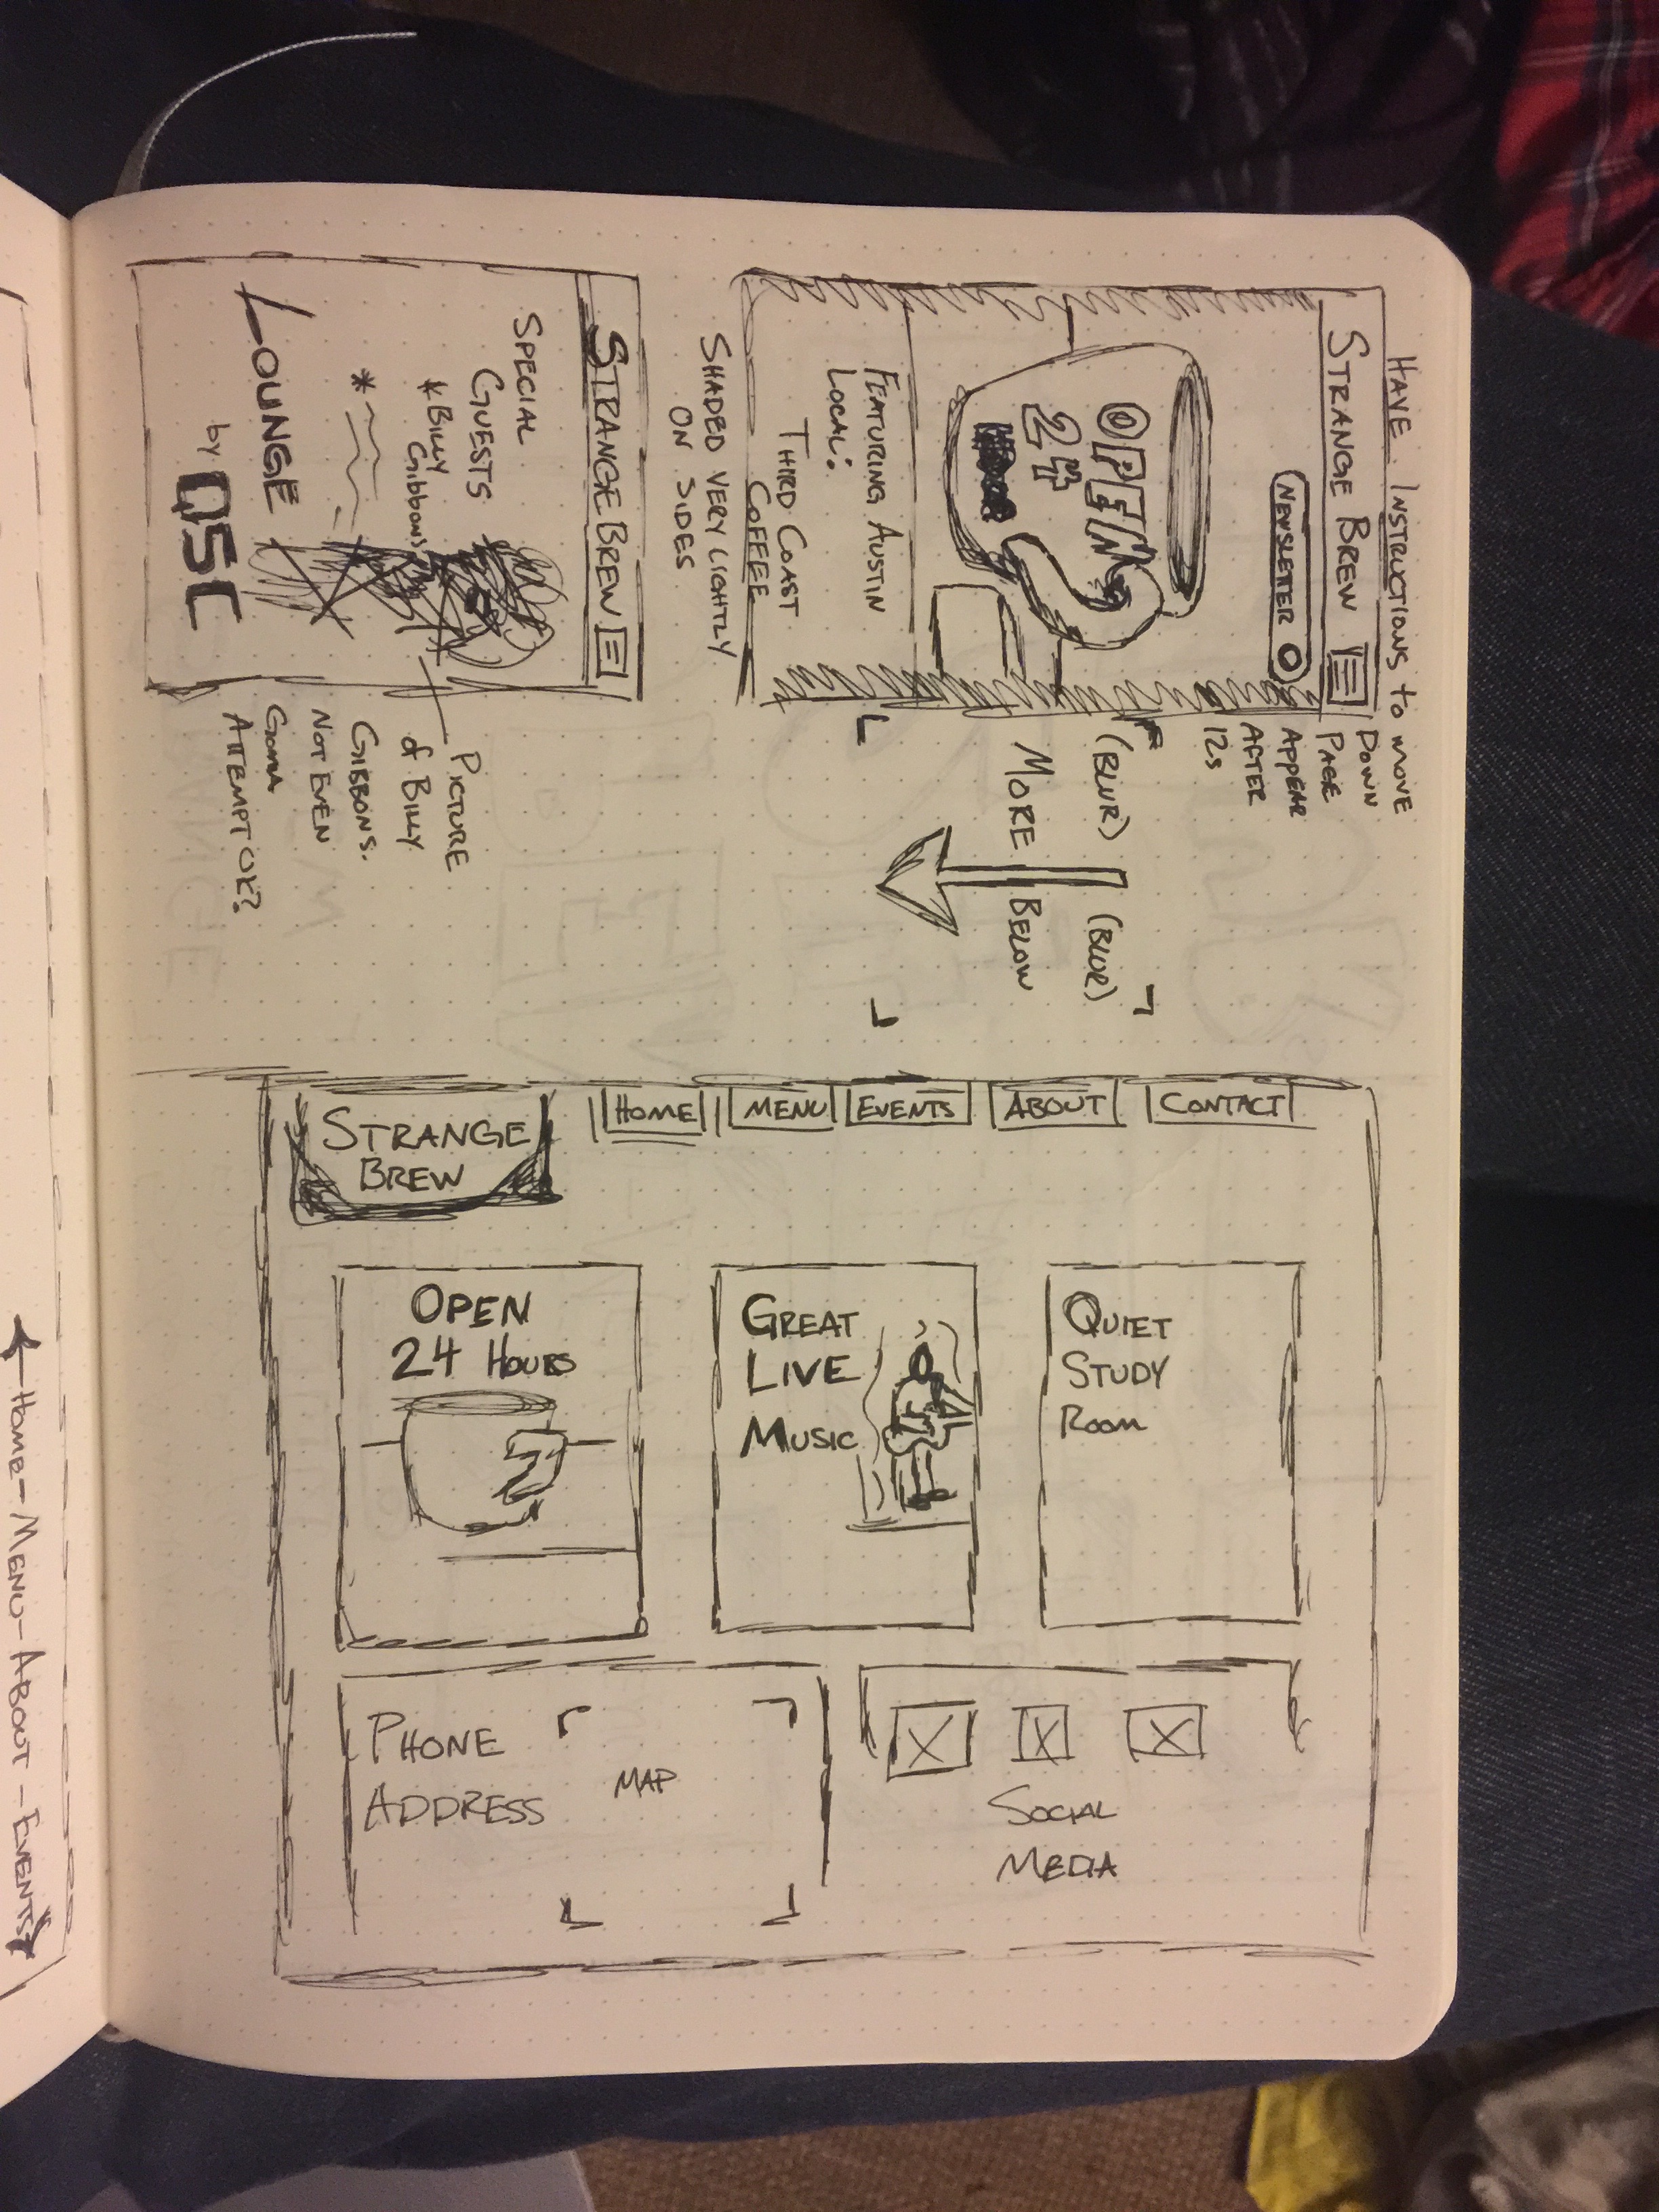 HAVE INSTRUCTIONS to MOVE
DOWN
PAGE
APPEAR
AFTER
12s
STRANGE BREW
NEWSLETTER
OPEN
24
FEATURING AUSTIN
LOCAL:
THIRD COAST
COFFEE
SHADED VERY LIGHTLY
ON SIDES
(BLUR) (BLUR)
MORE BELOW
STRANGE BREW
SPECIAL
GUESTS
*BILLY
Gibbons
*
LOUNGE
by QSC
PICTURE
of BILLY
GIBBONS.
NOT EVEN
GONNA
ATTEMPT OK?
STRANGE
BREW
HOME MENU EVENTS ABOUT CONTACT
OPEN
24 HOURS
GREAT
LIVE
MUSIC
QUIET
STUDY
ROOM
PHONE
ADDRESS
MAP
SOCIAL
MEDIA
HOME - MENU - ABOUT - EVENTS